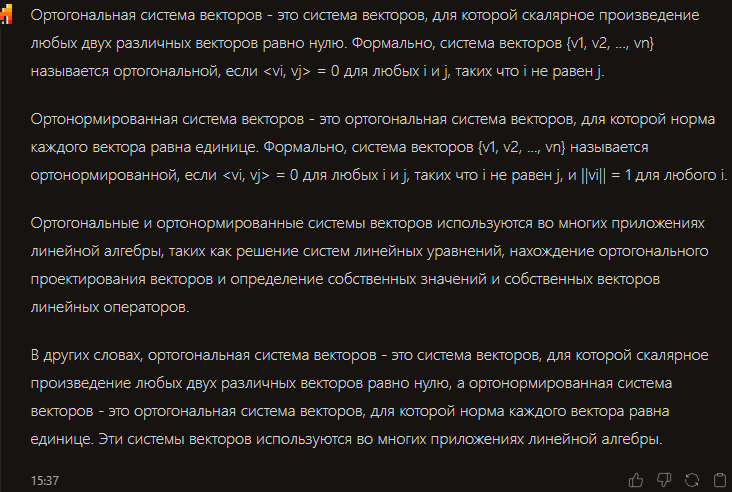 Ортогональная система векторов - это система векторов, для которой скалярное произведение
любых двух различных векторов равно нулю. Формально, система векторов {v1, v2, ..., vn}
называется ортогональной, если <vi, vj> = 0 для любых i и j, таких что i не равен j.
Ортонормированная система векторов - это ортогональная система векторов, для которой норма
каждого вектора равна единице. Формально, система векторов {v1, v2, ..., vn} называется
ортонормированной, если <vi, vj> = 0 для любых i и j, таких что i не равен j, и ||vi|| = 1 для любого i.
Ортогональные и ортонормированные системы векторов используются во многих приложениях
линейной алгебры, таких как решение систем линейных уравнений, нахождение ортогонального
проектирования векторов и определение собственных значений и собственных векторов
линейных операторов.
В других словах, ортогональная система векторов - это система векторов, для которой скалярное
произведение любых двух различных векторов равно нулю, а ортонормированная система
векторов - это ортогональная система векторов, для которой норма каждого вектора равна
единице. Эти системы векторов используются во многих приложениях линейной алгебры.
15:37